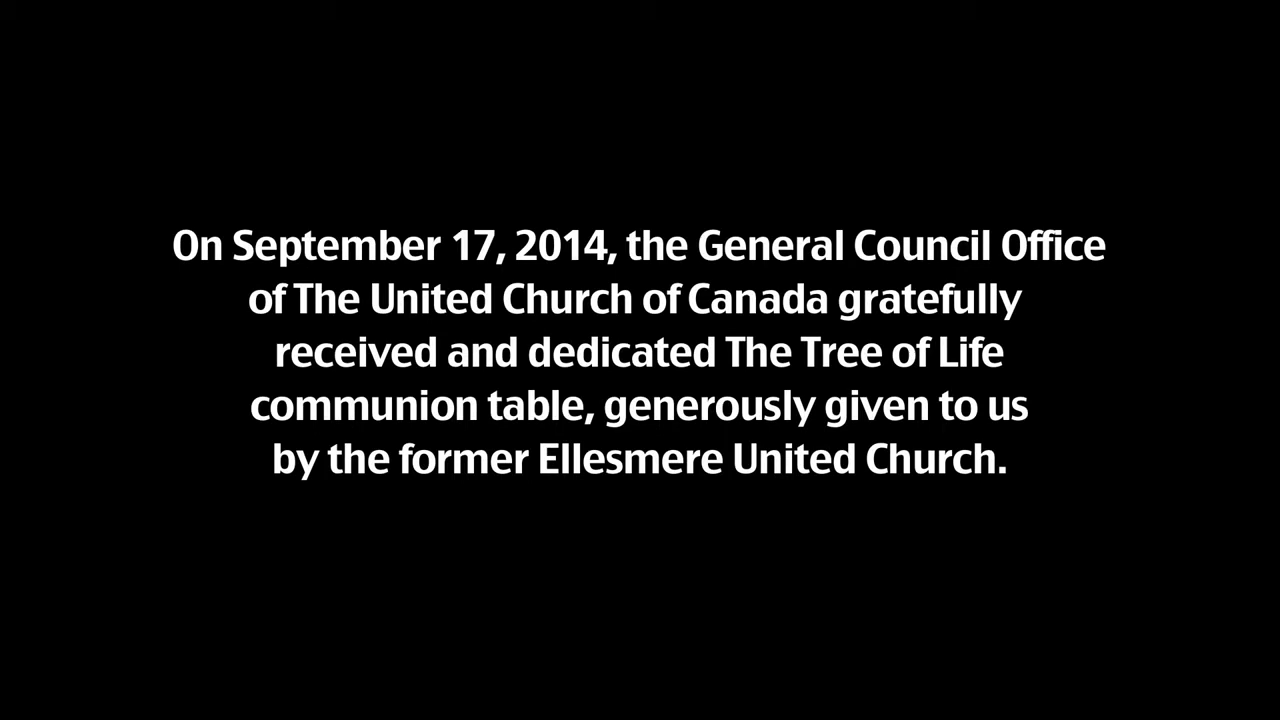 On September 17, 2014, the General Council Office
of The United Church of Canada gratefully
received and dedicated The Tree of Life
communion table, generously given to us
by the former Ellesmere United Church.